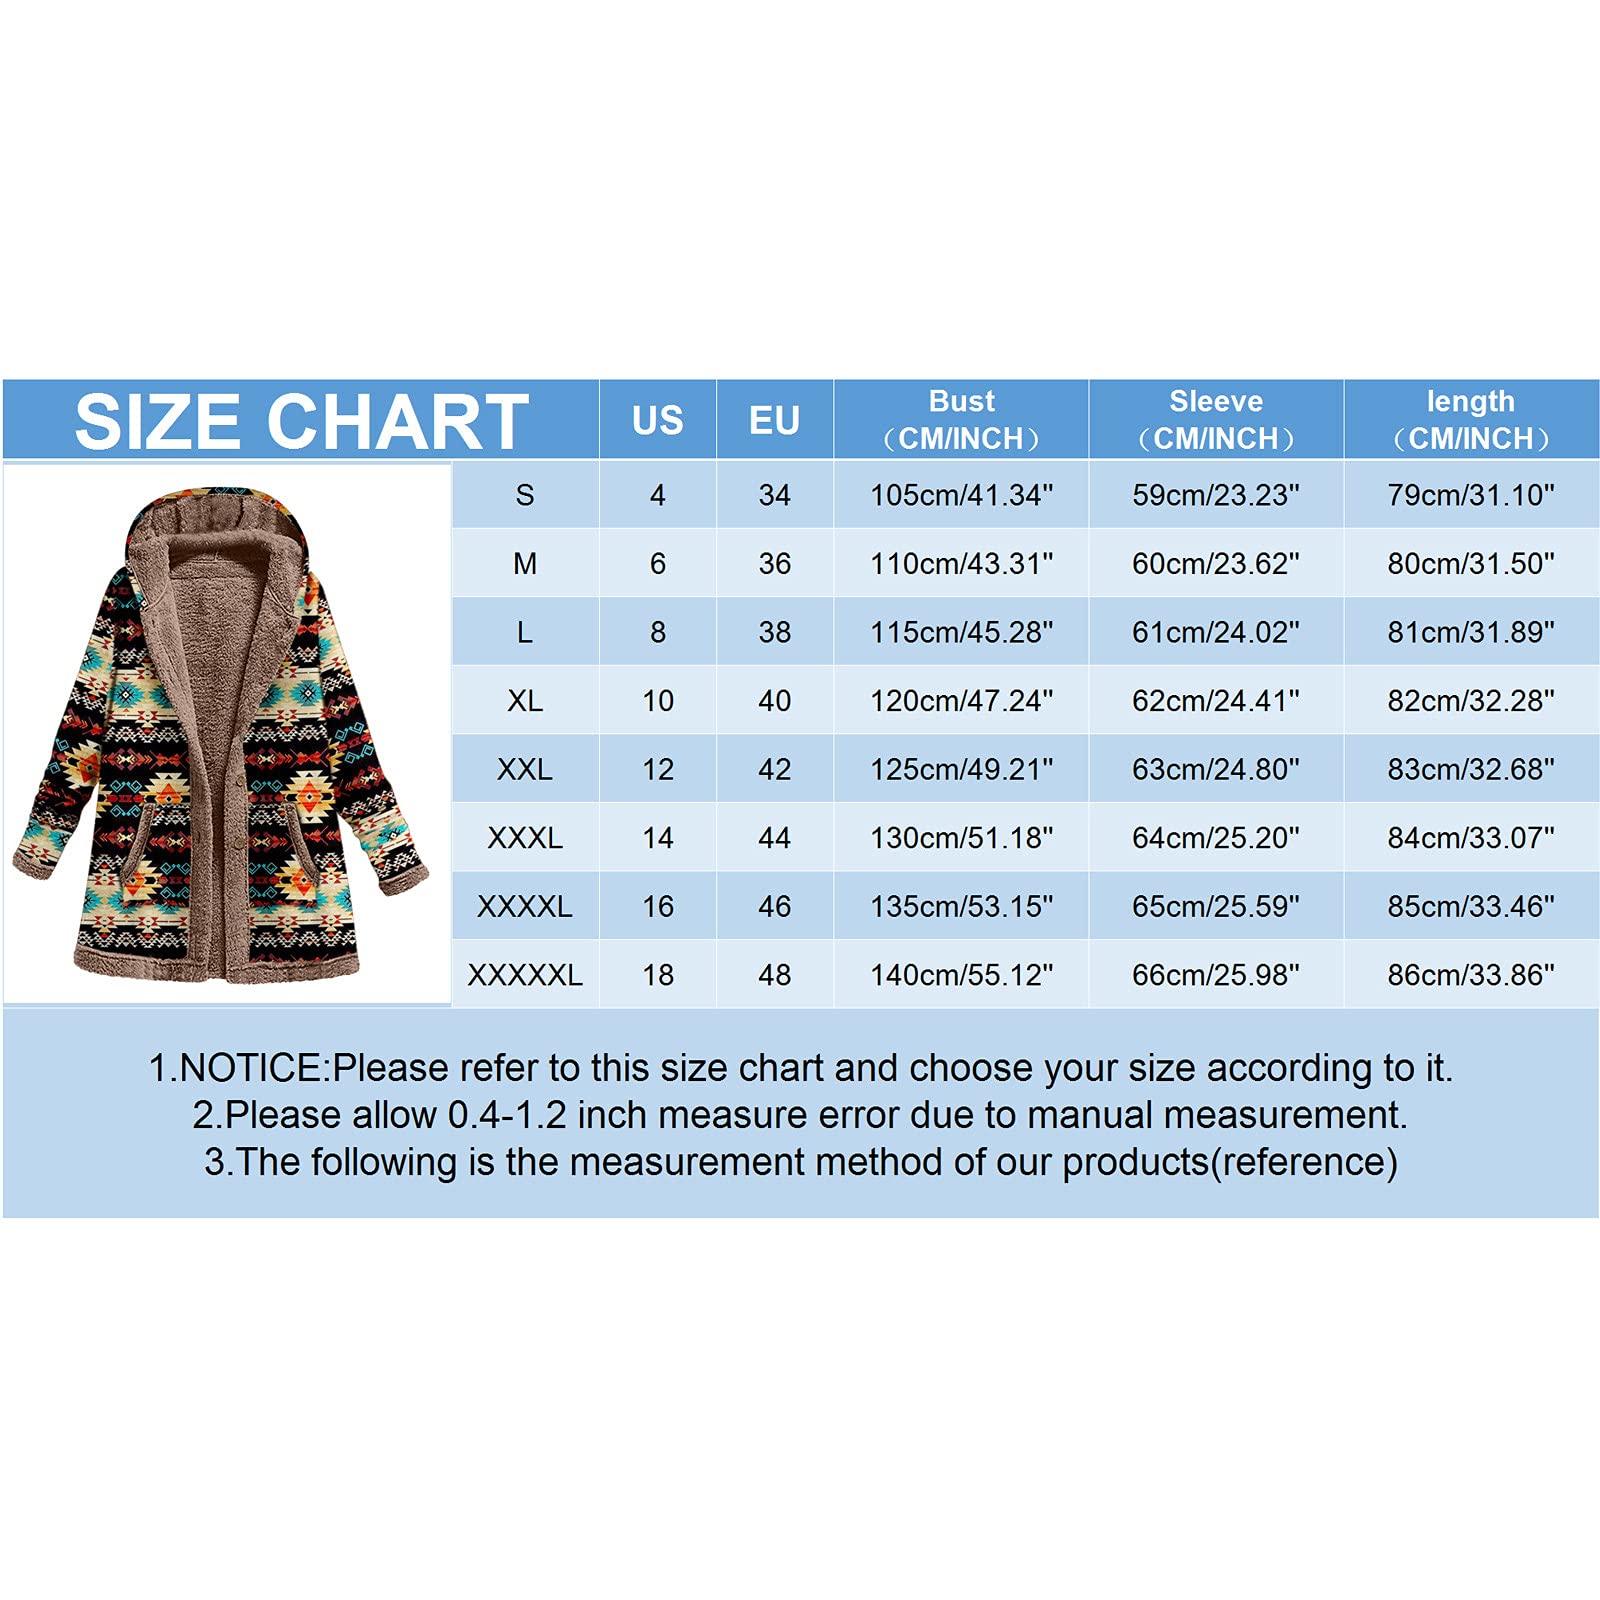 SIZE CHART US EU Bust (CM/INCH) Sleeve (CM/INCH) length (CM/INCH)
S 4 34 105cm/41.34" 59cm/23.23" 79cm/31.10"
M 6 36 110cm/43.31" 60cm/23.62" 80cm/31.50"
L 8 38 115cm/45.28" 61cm/24.02" 81cm/31.89"
XL 10 40 120cm/47.24" 62cm/24.41" 82cm/32.28"
XXL 12 42 125cm/49.21" 63cm/24.80" 83cm/32.68"
XXXL 14 44 130cm/51.18" 64cm/25.20" 84cm/33.07"
XXXXL 16 46 135cm/53.15" 65cm/25.59" 85cm/33.46"
XXXXXL 18 48 140cm/55.12" 66cm/25.98" 86cm/33.86"
1.NOTICE:Please refer to this size chart and choose your size according to it.
2.Please allow 0.4-1.2 inch measure error due to manual measurement.
3.The following is the measurement method of our products(reference)